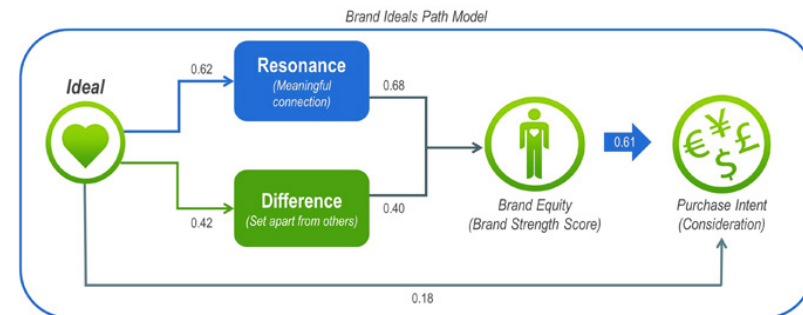 Brand Ideals Path Model
Ideal
0.62
Resonance
(Meaningful
connection)
0.68
0.42
Difference
(Set apart from others)
0.40
Brand Equity
(Brand Strength Score)
0.61
€ ¥ £ $
Purchase Intent
(Consideration)
0.18